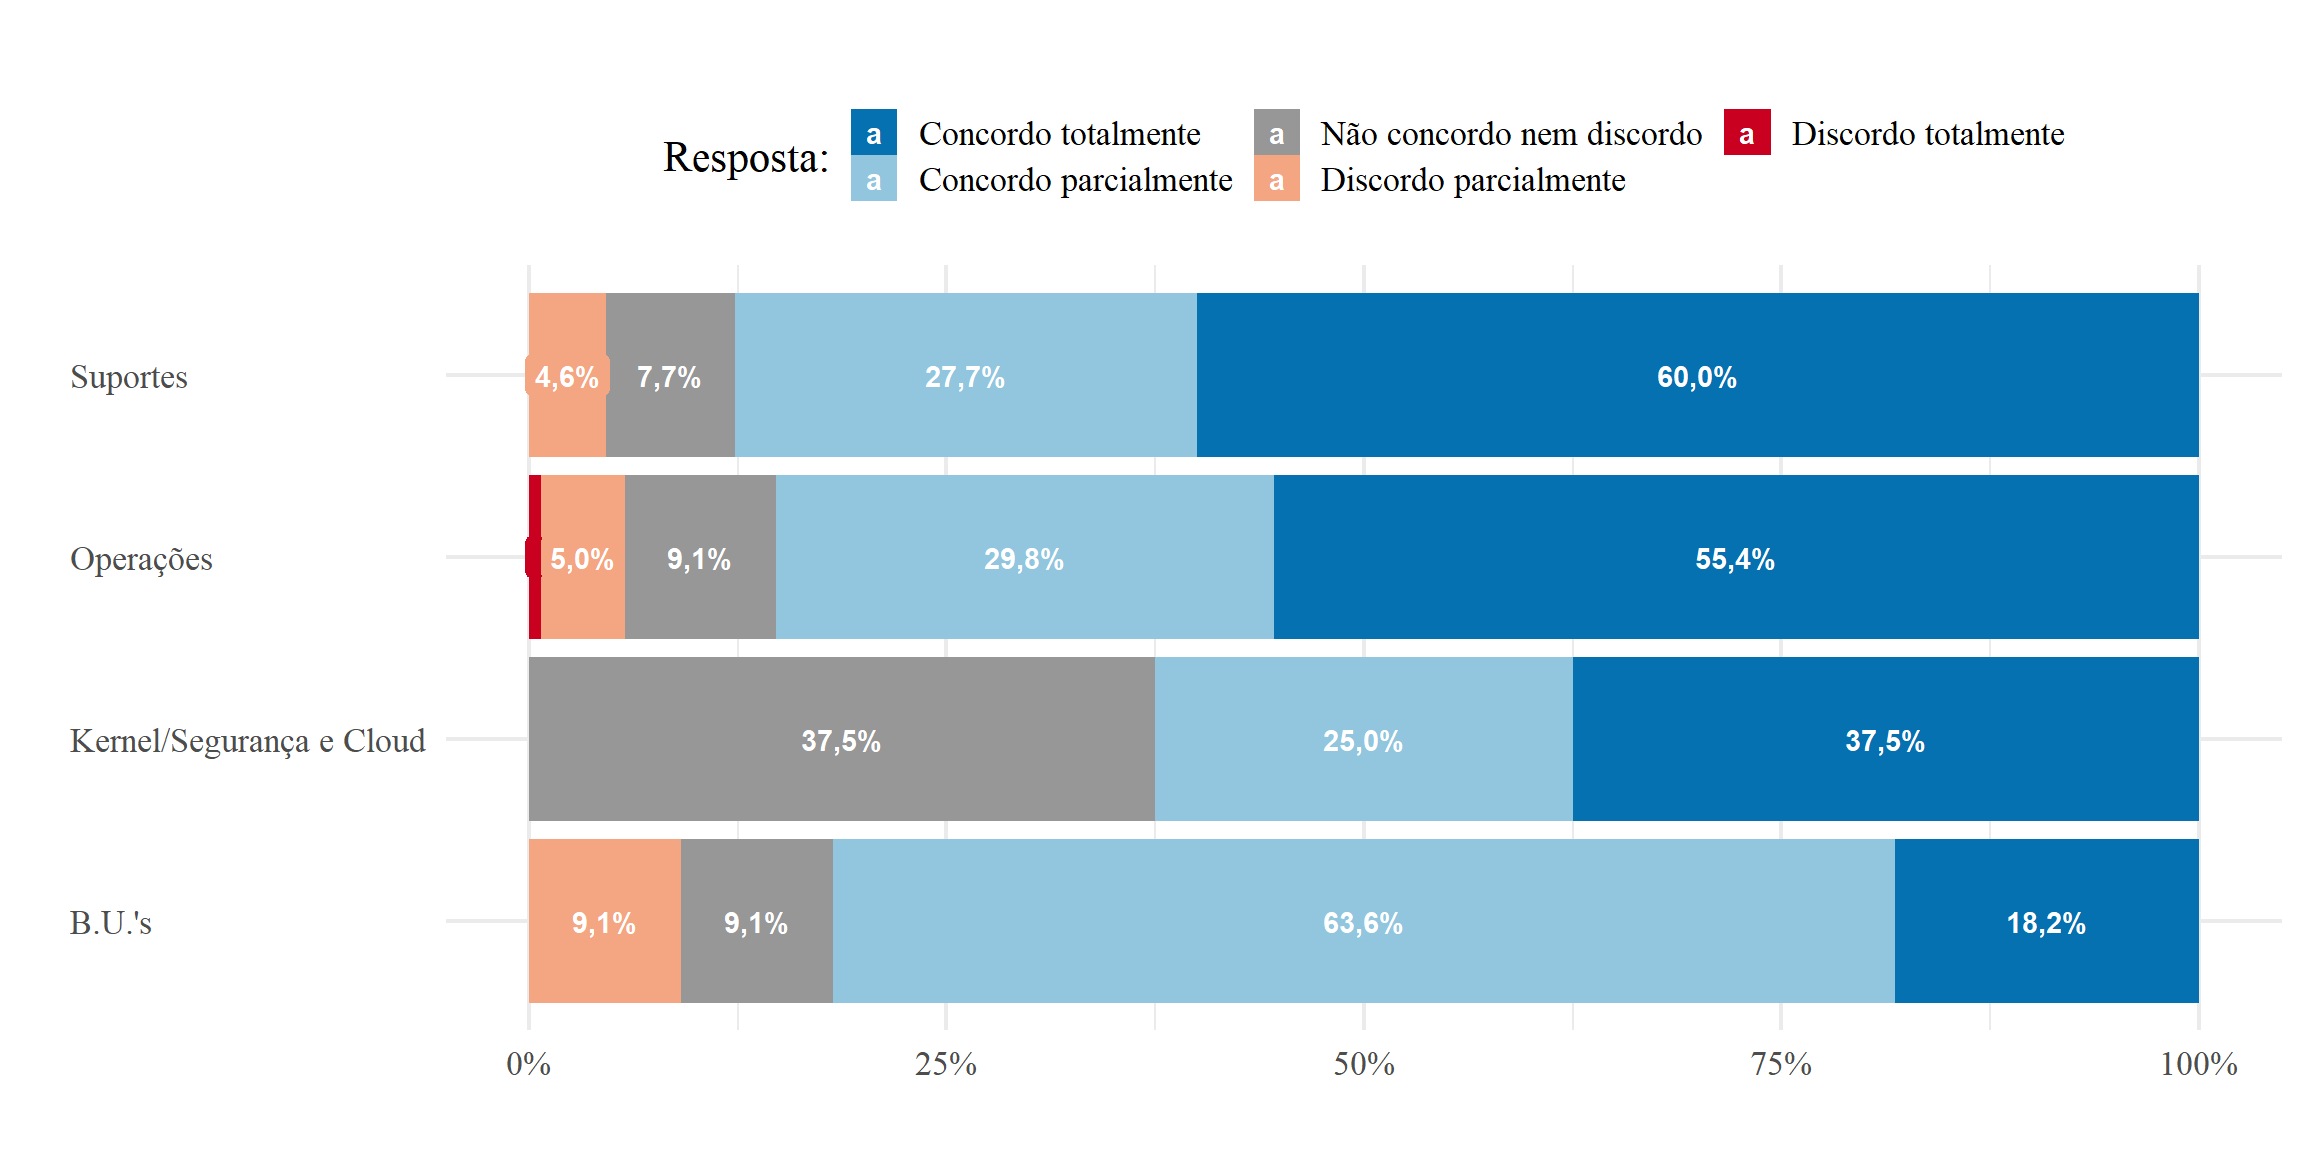 Resposta:
a Concordo totalmente
a Concordo parcialmente
a Não concordo nem discordo
a Discordo parcialmente
a Discordo totalmente
Suportes 4,6% 7,7% 27,7% 60,0%
Operações 5,0% 9,1% 29,8% 55,4%
Kernel/Segurança e Cloud 37,5% 25,0% 37,5%
B.U.'s 9,1% 9,1% 63,6% 18,2%
0% 25% 50% 75% 100%